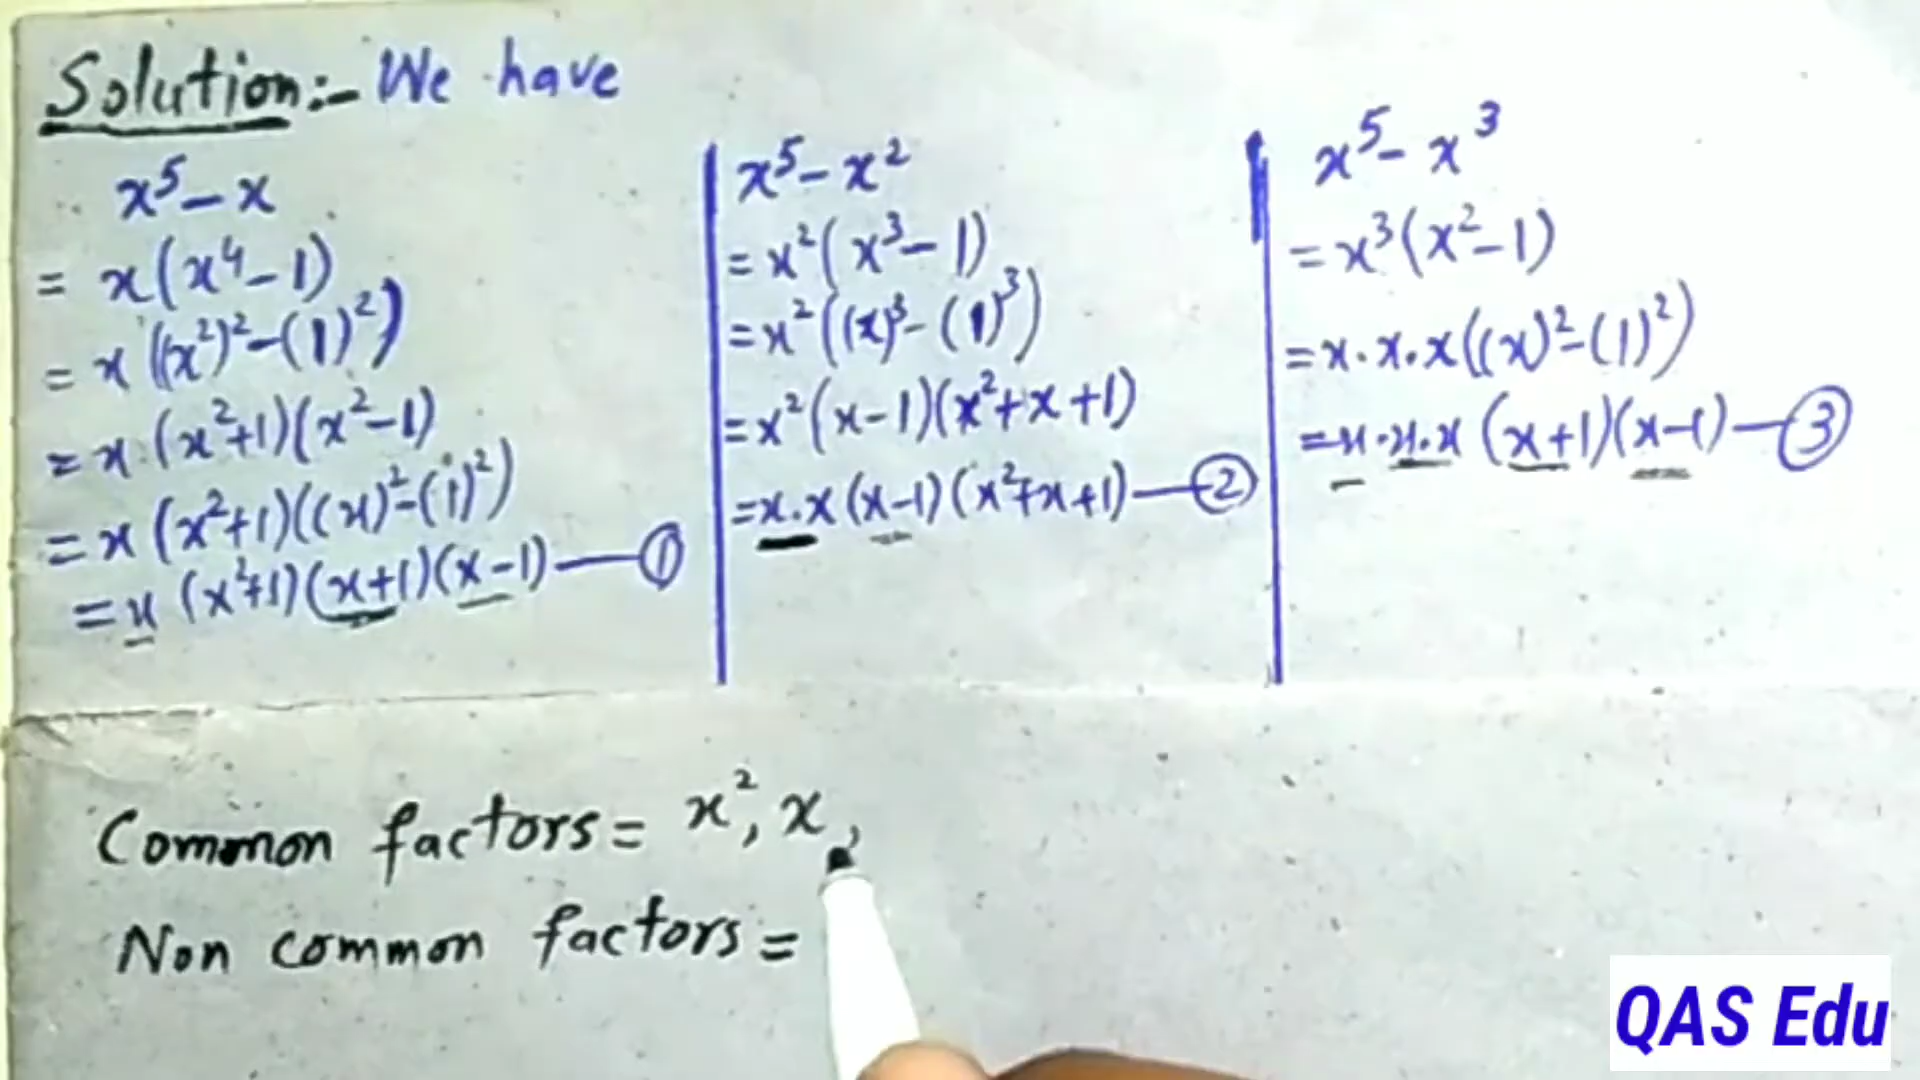 Solution:- We have
x⁵ - x
= x(x⁴ - 1)
= x((x²)² - (1)²)
= x.(x²+1)(x² - 1)
= x(x²+1)((x)² - (1)²)
= x(x²+1)(x+1)(x-1) — ①
x⁵ - x²
= x²(x³ - 1)
= x²((x)³ - (1)³)
= x²(x-1)(x²+x+1)
= x.x(x-1)(x²+x+1) — ②
x⁵ - x³
= x³(x² - 1)
= x.x.x((x)² - (1)²)
= x.x.x(x+1)(x-1) — ③
Common factors = x², x,
Non common factors =
QAS Edu